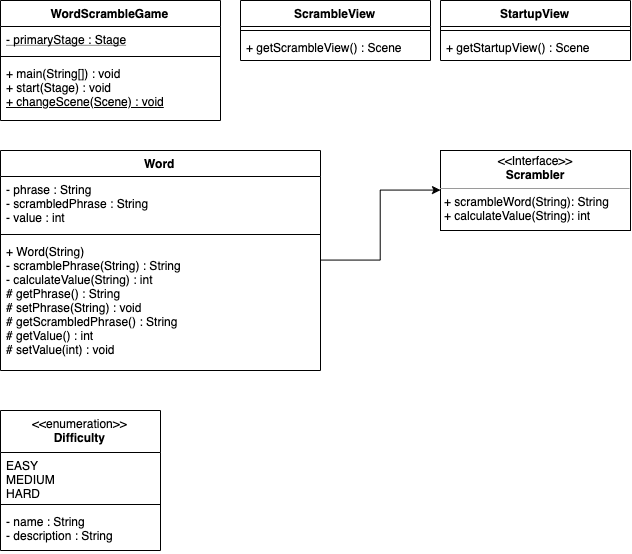 WordScrambleGame
- primaryStage : Stage
+ main(String[]) : void
+ start(Stage) : void
+ changeScene(Scene) : void
ScrambleView
+ getScrambleView() : Scene
StartupView
+ getStartupView() : Scene
Word
- phrase : String
- scrambledPhrase : String
- value : int
+ Word(String)
- scramblePhrase(String) : String
- calculateValue(String) : int
# getPhrase() : String
# setPhrase(String) : void
# getScrambledPhrase() : String
# getValue() : int
# setValue(int) : void
<<Interface>>
Scrambler
+ scrambleWord(String): String
+ calculateValue(String): int
<<enumeration>>
Difficulty
EASY
MEDIUM
HARD
- name : String
- description : String